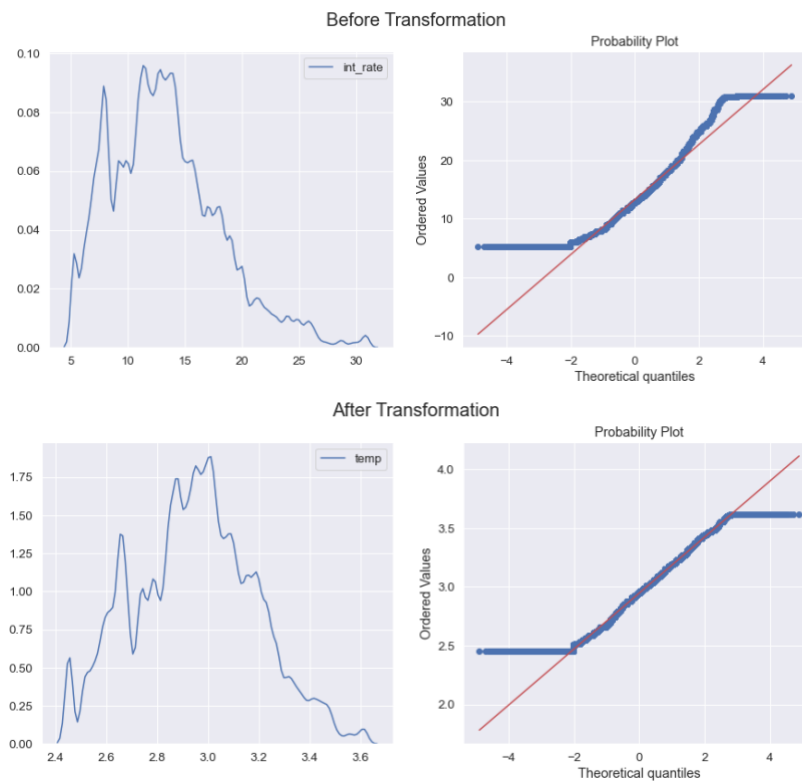 Before Transformation
int_rate
0.10
0.08
0.06
0.04
0.02
0.00
5 10 15 20 25 30
Probability Plot
Ordered Values
30
20
10
0
−10
−4 −2 0 2 4
Theoretical quantiles
After Transformation
temp
1.75
1.50
1.25
1.00
0.75
0.50
0.25
0.00
2.4 2.6 2.8 3.0 3.2 3.4 3.6
Probability Plot
Ordered Values
4.0
3.5
3.0
2.5
2.0
−4 −2 0 2 4
Theoretical quantiles